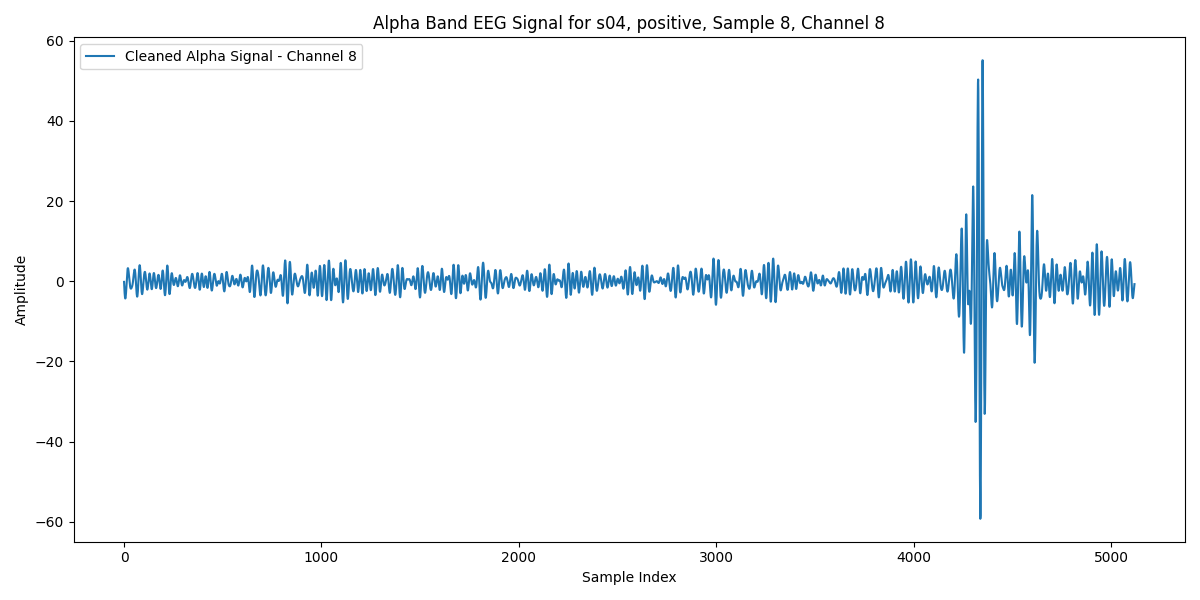 Alpha Band EEG Signal for s04, positive, Sample 8, Channel 8
Cleaned Alpha Signal - Channel 8
Amplitude
60
40
20
0
−20
−40
−60
0 1000 2000 3000 4000 5000
Sample Index